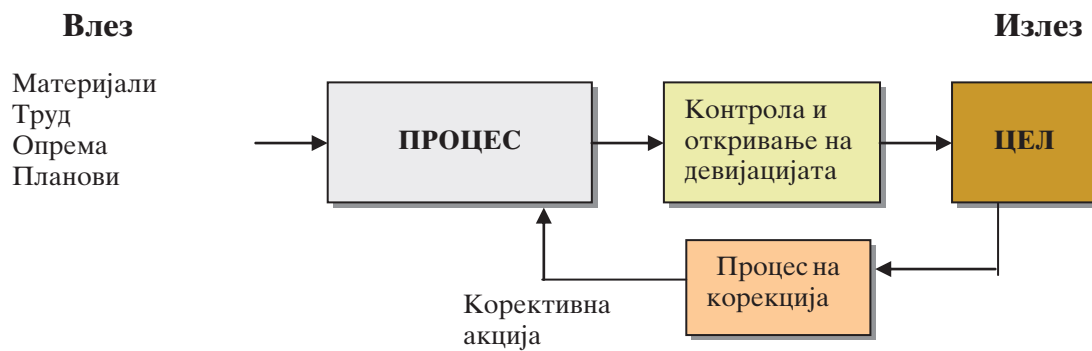 Влез
Излез
Материјали
Труд
Опрема
Планови
ПРОЦЕС
Контрола и
откривање на
девијацијата
ЦЕЛ
Процес на
корекција
Корективна
акција